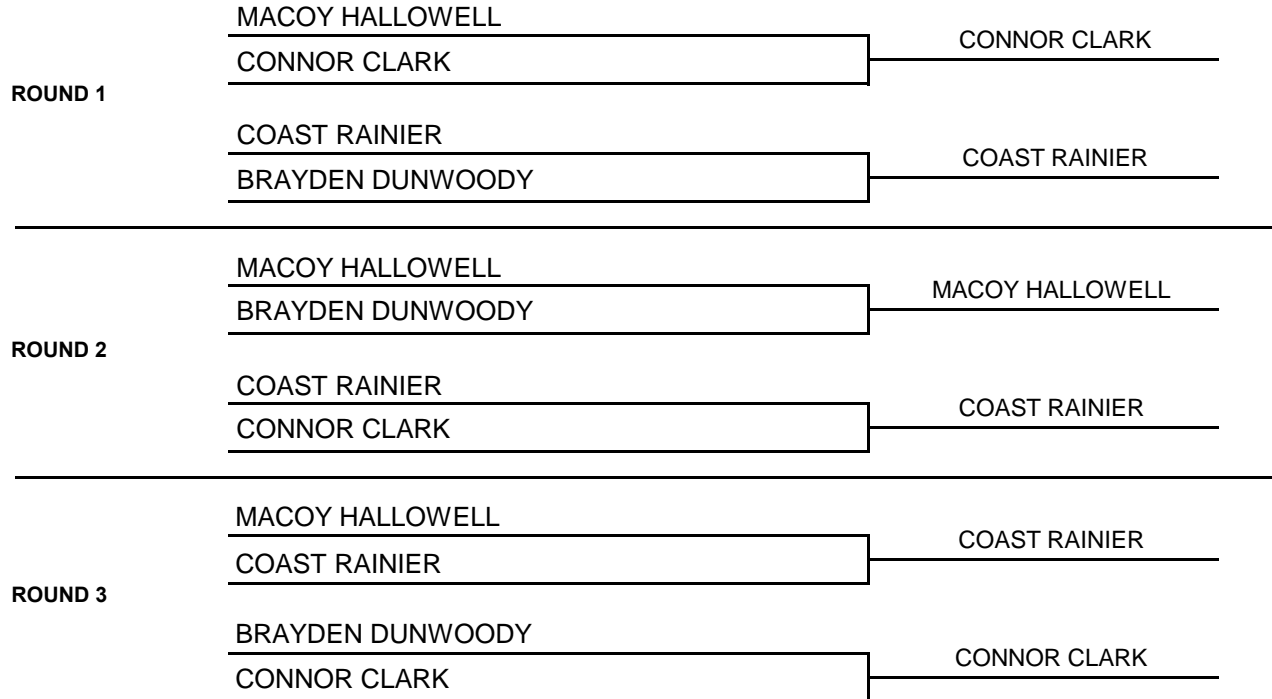 MACOY HALLOWELL
CONNOR CLARK
CONNOR CLARK
ROUND 1
COAST RAINIER
COAST RAINIER
BRAYDEN DUNWOODY
MACOY HALLOWELL
MACOY HALLOWELL
BRAYDEN DUNWOODY
ROUND 2
COAST RAINIER
COAST RAINIER
CONNOR CLARK
MACOY HALLOWELL
COAST RAINIER
COAST RAINIER
ROUND 3
BRAYDEN DUNWOODY
CONNOR CLARK
CONNOR CLARK